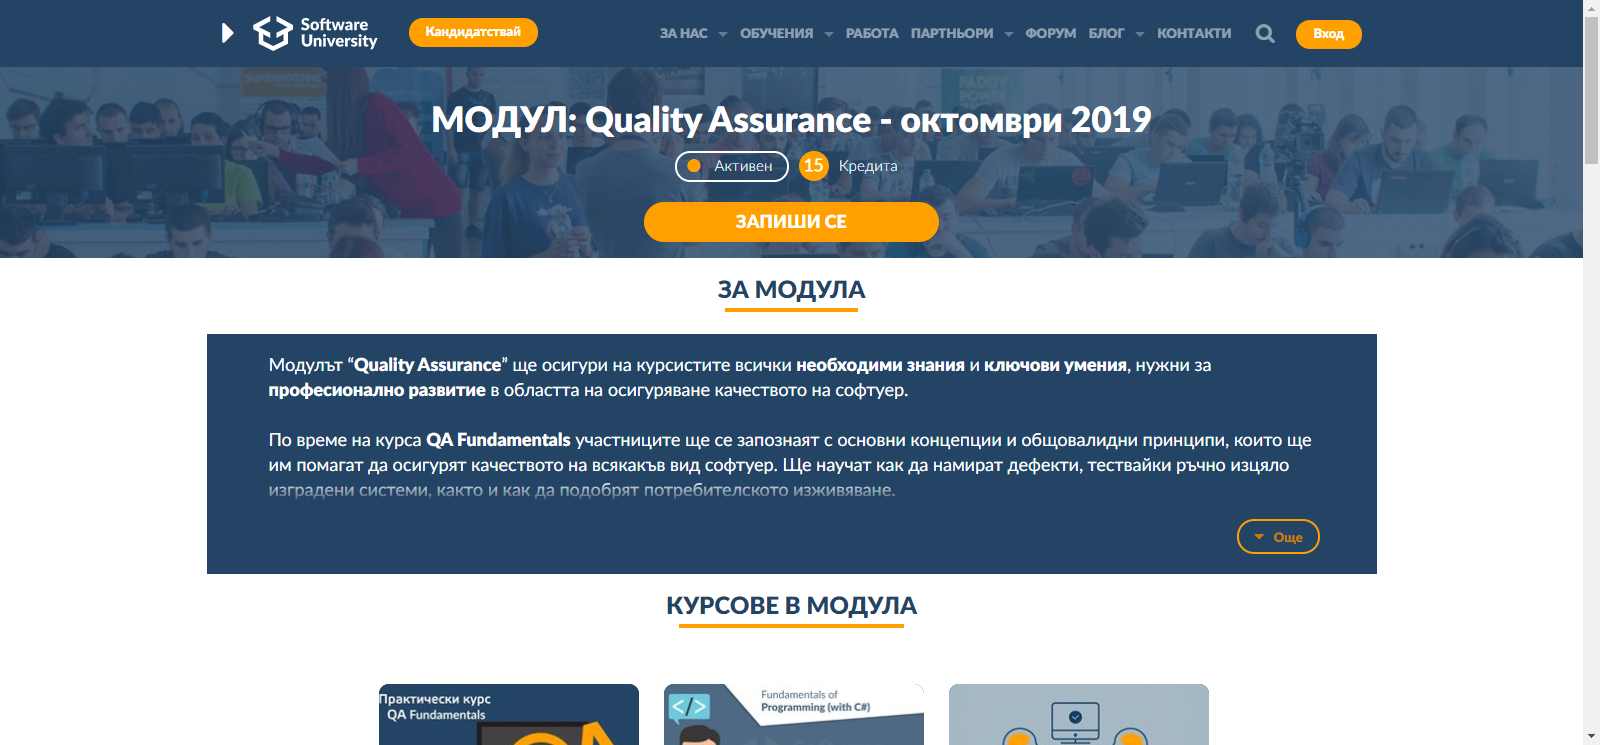 Software
University
Кандидатствай
ЗА НАС
ОБУЧЕНИЯ
РАБОТА
ПАРТНЬОРИ
ФОРУМ
БЛОГ
КОНТАКТИ
Вход
SUPERHOSTING
PADDY
POWER
МОДУЛ: Quality Assurance - октомври 2019
Активен
15
Кредита
ЗАПИШИ СЕ
ЗА МОДУЛА
Модулът “Quality Assurance” ще осигури на курсистите всички необходими знания и ключови умения, нужни за
професионално развитие в областта на осигуряване качеството на софтуер.
По време на курса QA Fundamentals участниците ще се запознаят с основни концепции и общовалидни принципи, които ще
им помагат да осигурят качеството на всякакъв вид софтуер. Ще научат как да намират дефекти, тествайки ръчно изцяло
изградени системи, както и как да подобрят потребителското изживяване.
Още
КУРСОВЕ В МОДУЛА
Практически курс
QA Fundamentals
QA
Fundamentals of
Programming (with C#)
</>